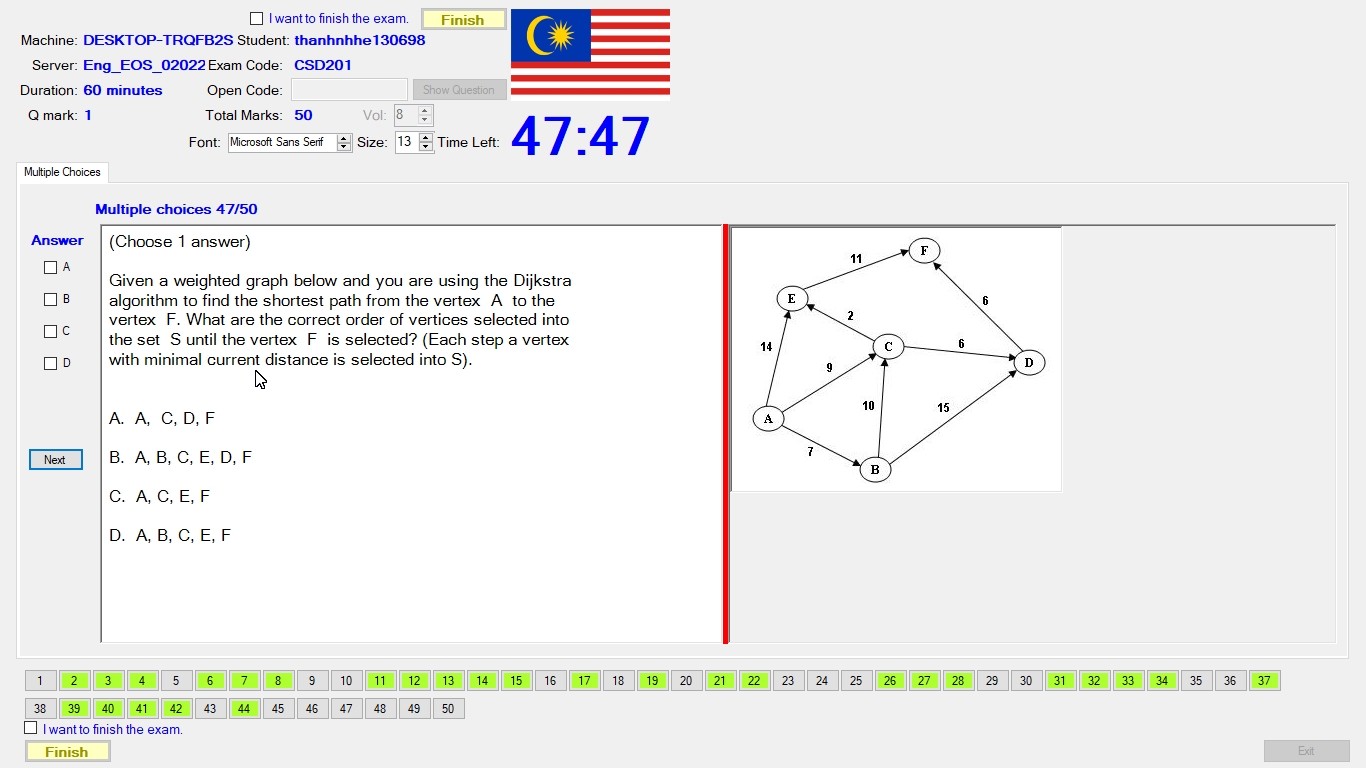 I want to finish the exam. Finish
Machine: DESKTOP-TRQFB2S Student: thanhnhhe130698
Server: Eng_EOS_02022 Exam Code: CSD201
Duration: 60 minutes Open Code: Show Question
Q mark: 1 Total Marks: 50 Vol: 8
Font: Microsoft Sans Serif Size: 13 Time Left: 47:47
Multiple Choices
Multiple choices 47/50
Answer
A
B
C
D
Next
(Choose 1 answer)
Given a weighted graph below and you are using the Dijkstra
algorithm to find the shortest path from the vertex A to the
vertex F. What are the correct order of vertices selected into
the set S until the vertex F is selected? (Each step a vertex
with minimal current distance is selected into S).
A. A, C, D, F
B. A, B, C, E, D, F
C. A, C, E, F
D. A, B, C, E, F
F
11
E
6
2
C
6
14
D
9
10
15
A
7
B
1 2 3 4 5 6 7 8 9 10 11 12 13 14 15 16 17 18 19 20 21 22 23 24 25 26 27 28 29 30 31 32 33 34 35 36 37
38 39 40 41 42 43 44 45 46 47 48 49 50
I want to finish the exam.
Finish
Exit